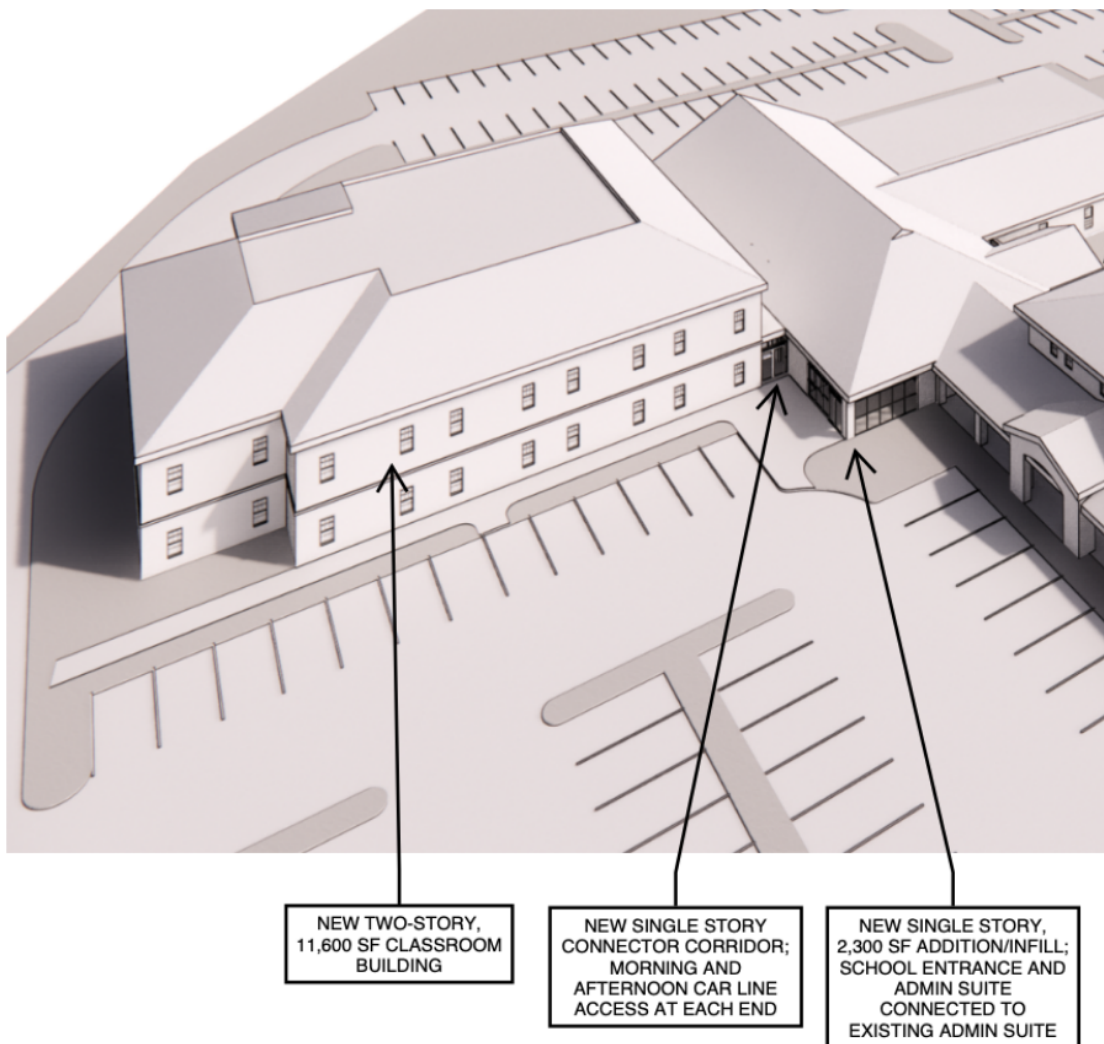 NEW TWO-STORY,
11,600 SF CLASSROOM
BUILDING
NEW SINGLE STORY
CONNECTOR CORRIDOR;
MORNING AND
AFTERNOON CAR LINE
ACCESS AT EACH END
NEW SINGLE STORY,
2,300 SF ADDITION/INFILL;
SCHOOL ENTRANCE AND
ADMIN SUITE
CONNECTED TO
EXISTING ADMIN SUITE